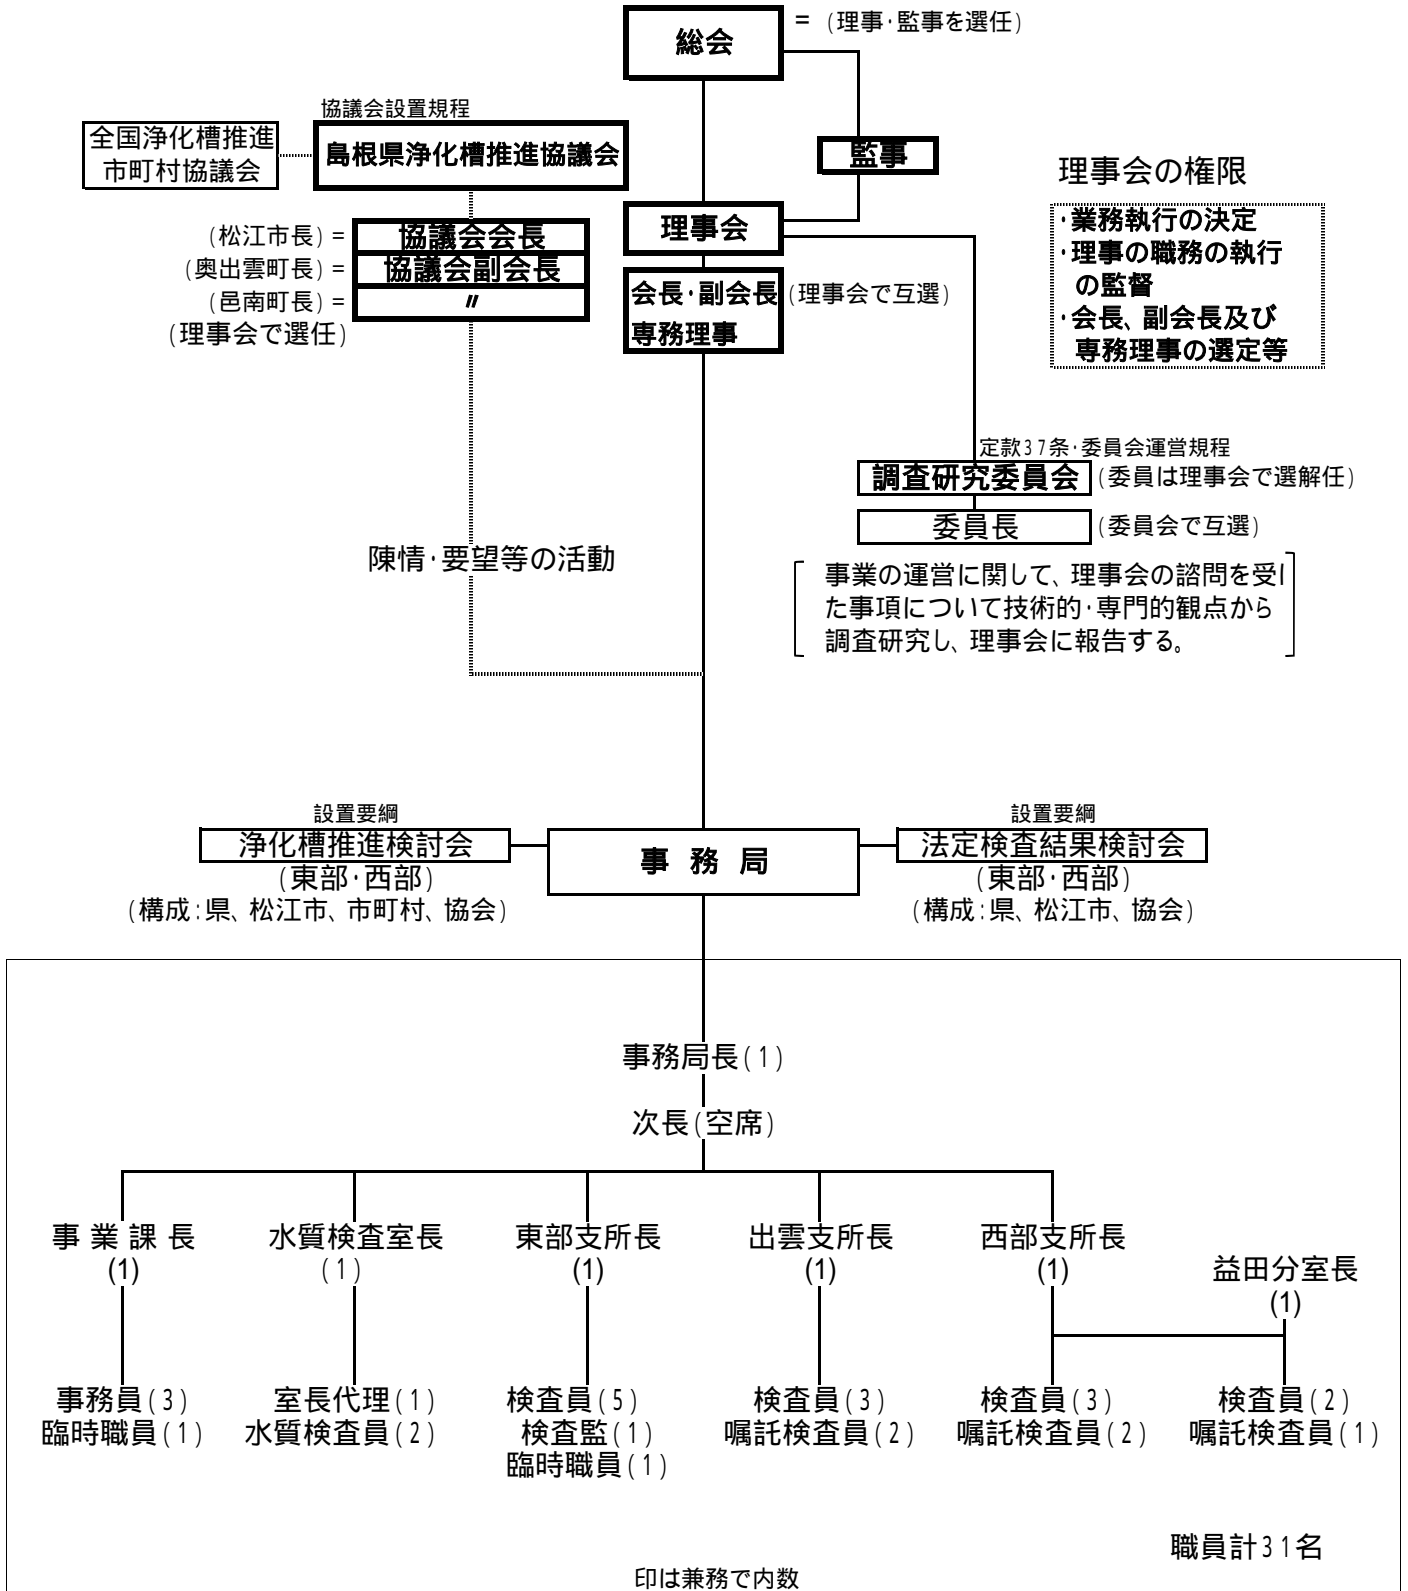 総会
= (理事・監事を選任)
協議会設置規程
全国浄化槽推進
市町村協議会
島根県浄化槽推進協議会
監事
理事会の権限
・業務執行の決定
・理事の職務の執行
の監督
・会長、副会長及び
専務理事の選定等
理事会
(松江市長) =
協議会会長
(奥出雲町長) =
協議会副会長
(邑南町長) =
〃
(理事会で選任)
会長・副会長
専務理事
(理事会で互選)
定款37条・委員会運営規程
調査研究委員会
(委員は理事会で選解任)
委員長
(委員会で互選)
陳情・要望等の活動
事業の運営に関して、理事会の諮問を受け
た事項について技術的・専門的観点から
調査研究し、理事会に報告する。
設置要綱
浄化槽推進検討会
(東部・西部)
(構成:県、松江市、市町村、協会)
事 務 局
設置要綱
法定検査結果検討会
(東部・西部)
(構成:県、松江市、協会)
事務局長(1)
次長(空席)
事 業 課 長
(1)
水質検査室長
(1)
東部支所長
(1)
出雲支所長
(1)
西部支所長
(1)
益田分室長
(1)
事務員(3)
臨時職員(1)
室長代理(1)
水質検査員(2)
検査員(5)
検査監(1)
臨時職員(1)
検査員(3)
嘱託検査員(2)
検査員(3)
嘱託検査員(2)
検査員(2)
嘱託検査員(1)
職員計31名
印は兼務で内数